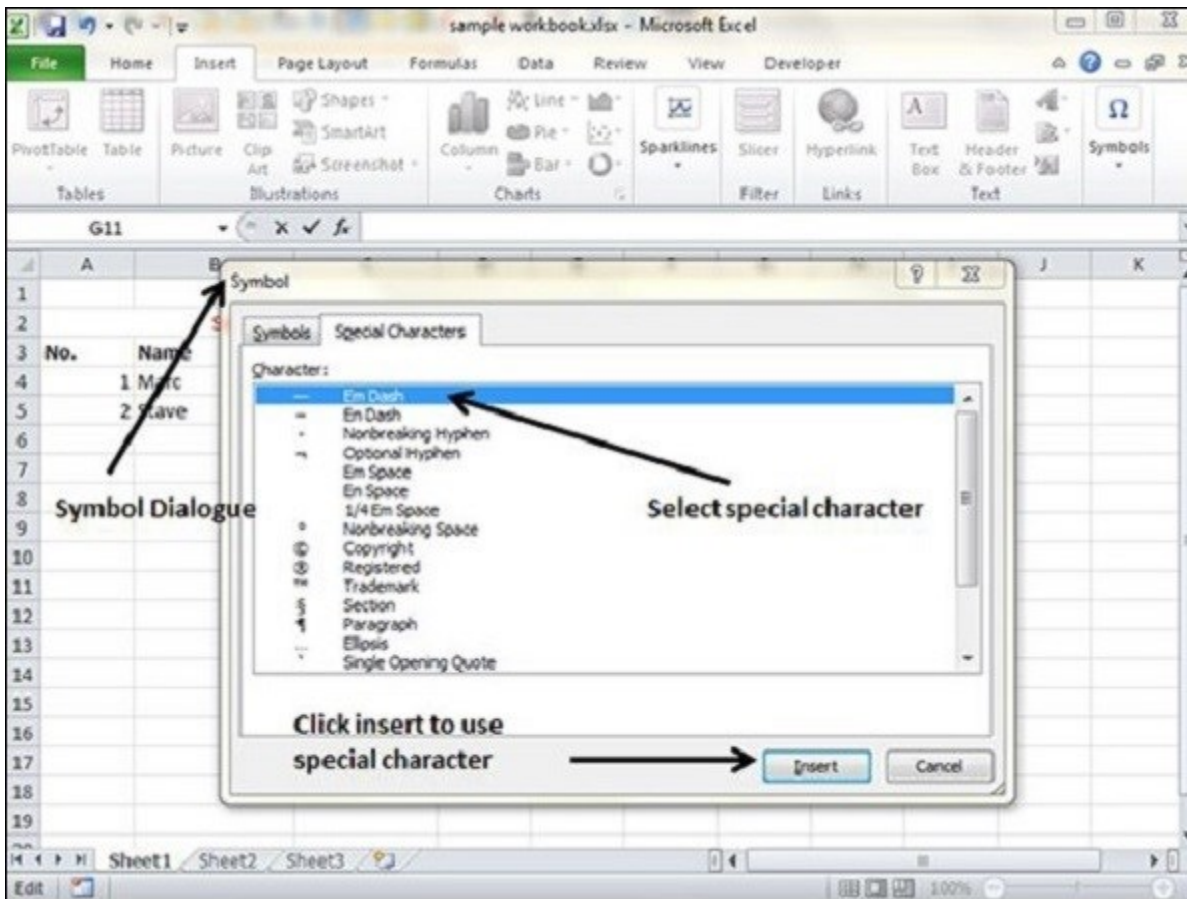 sample workbook.xlsx - Microsoft Excel
File Home Insert Page Layout Formulas Data Review View Developer
PivotTable Table Picture Clip Art Shapes SmartArt Screenshot Column Line Pie Bar Sparklines Slicer Hyperlink Text Box Header & Footer Symbols
Tables Illustrations Charts Filter Links Text
G11 fx
A B J K
Symbol
1
2
Symbols Special Characters
3 No. Name
Character:
4 1 Marc
— Em Dash
5 2 Stave
– En Dash
- Nonbreaking Hyphen
6
¬ Optional Hyphen
7 Em Space
8 En Space
Symbol Dialogue
1/4 Em Space
Select special character
9 ° Nonbreaking Space
10 © Copyright
® Registered
11 ™ Trademark
12 § Section
¶ Paragraph
13 … Ellipsis
14 ‘ Single Opening Quote
15
Click insert to use
16
17 special character
Insert Cancel
18
19
Sheet1 Sheet2 Sheet3
Edit 100%